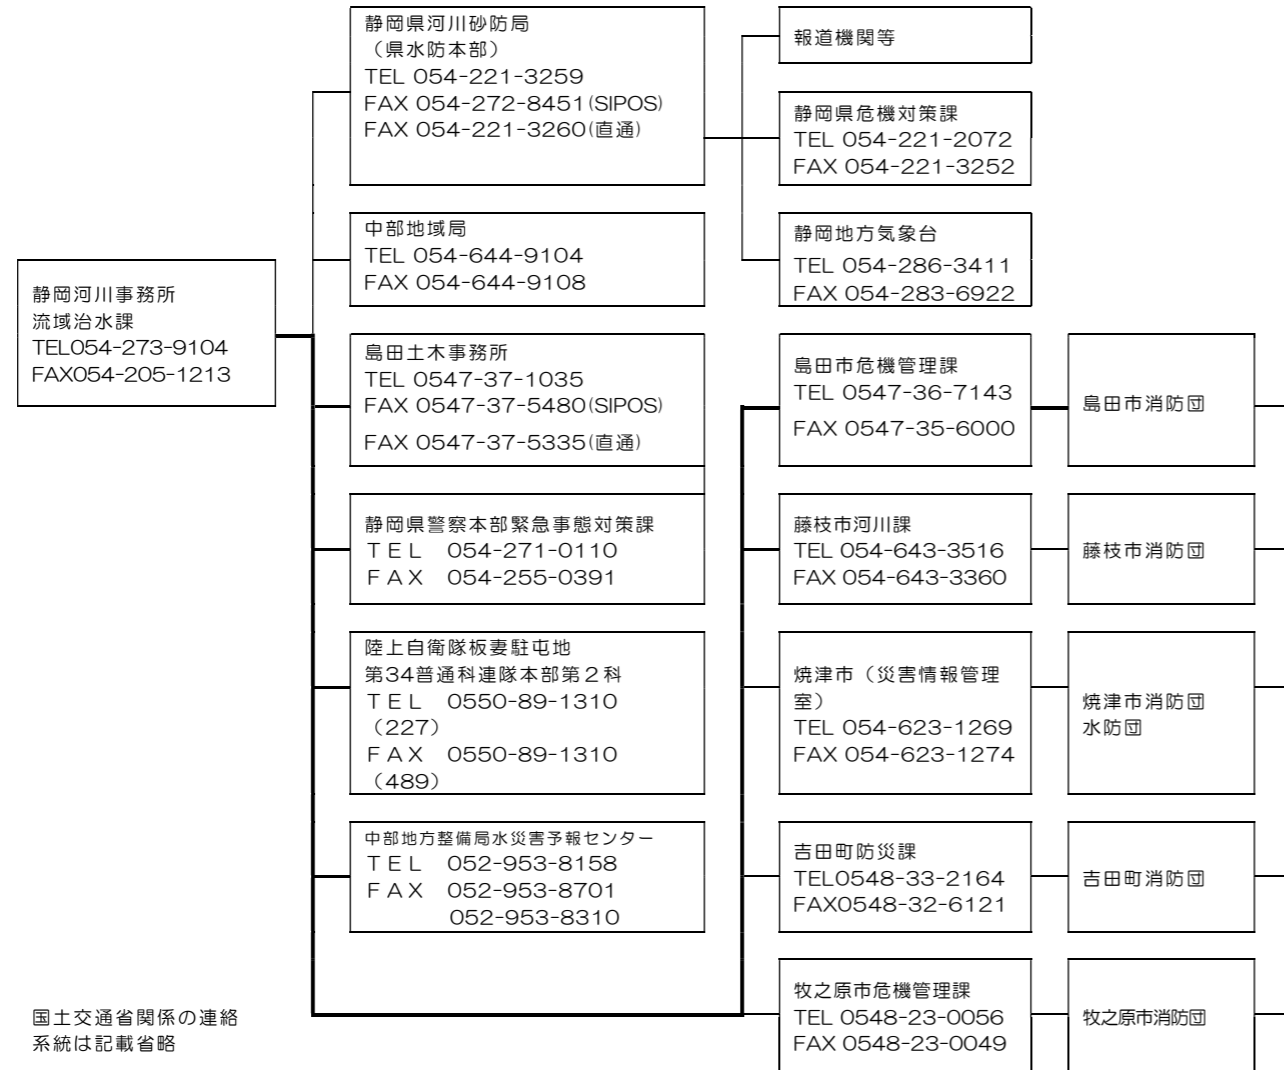 静岡河川事務所
流域治水課
TEL054-273-9104
FAX054-205-1213
静岡県河川砂防局
（県水防本部）
TEL 054-221-3259
FAX 054-272-8451(SIPOS)
FAX 054-221-3260(直通)
中部地域局
TEL 054-644-9104
FAX 054-644-9108
島田土木事務所
TEL 0547-37-1035
FAX 0547-37-5480(SIPOS)
FAX 0547-37-5335(直通)
静岡県警察本部緊急事態対策課
ＴＥＬ　054-271-0110
ＦＡＸ　054-255-0391
陸上自衛隊板妻駐屯地
第34普通科連隊本部第２科
ＴＥＬ　0550-89-1310
（227）
ＦＡＸ　0550-89-1310
（489）
中部地方整備局水災害予報センター
ＴＥＬ　052-953-8158
ＦＡＸ　052-953-8701
052-953-8310
報道機関等
静岡県危機対策課
TEL 054-221-2072
FAX 054-221-3252
静岡地方気象台
TEL 054-286-3411
FAX 054-283-6922
島田市危機管理課
TEL 0547-36-7143
FAX 0547-35-6000
島田市消防団
藤枝市河川課
TEL 054-643-3516
FAX 054-643-3360
藤枝市消防団
焼津市（災害情報管理
室）
TEL 054-623-1269
FAX 054-623-1274
焼津市消防団
水防団
吉田町防災課
TEL0548-33-2164
FAX0548-32-6121
吉田町消防団
牧之原市危機管理課
TEL 0548-23-0056
FAX 0548-23-0049
牧之原市消防団
国土交通省関係の連絡
系統は記載省略